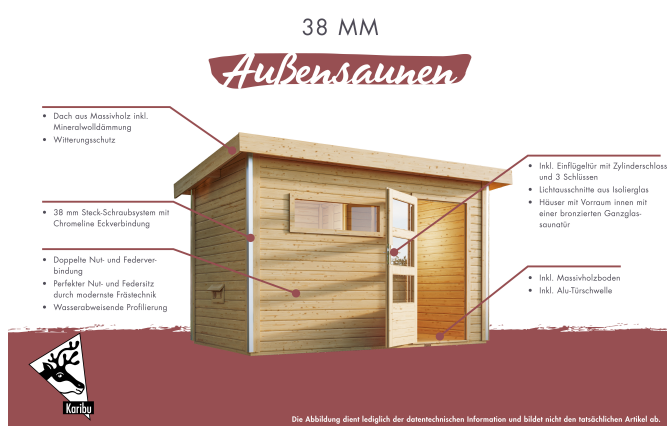 38 MM
Außensaunen
• Dach aus Massivholz inkl.
Mineralwolldämmung
• Witterungsschutz
• 38 mm Steck-Schraubsystem mit
Chromeline Eckverbindung
• Doppelte Nut- und Federver-
bindung
• Perfekter Nut- und Federsitz
durch modernste Frästechnik
• Wasserabweisende Profilierung
• Inkl. Einflügeltür mit Zylinderschloss
und 3 Schlüssen
• Lichtausschnitte aus Isolierglas
• Häuser mit Vorraum innen mit
einer bronzierten Ganzglas-
saunatür
• Inkl. Massivholzboden
• Inkl. Alu-Türschwelle
Karibu
Die Abbildung dient lediglich der datentechnischen Information und bildet nicht den tatsächlichen Artikel ab.